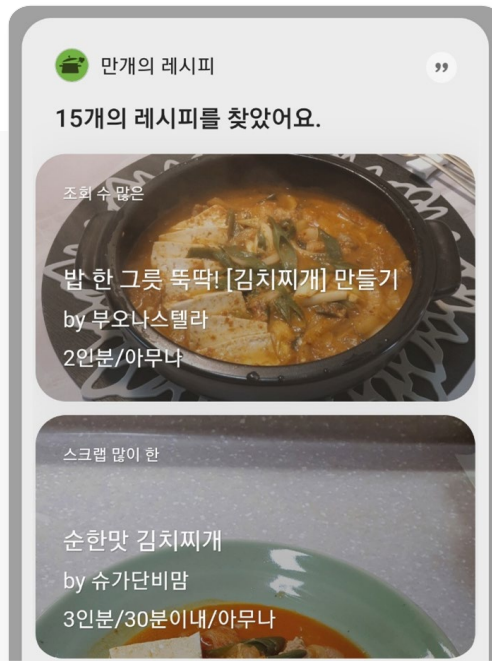 만개의 레시피
”
15개의 레시피를 찾았어요.
조회 수 많은
밥 한 그릇 뚝딱! [김치찌개] 만들기
by 부오나스텔라
2인분/아무나
스크랩 많이 한
순한맛 김치찌개
by 슈가단비맘
3인분/30분이내/아무나